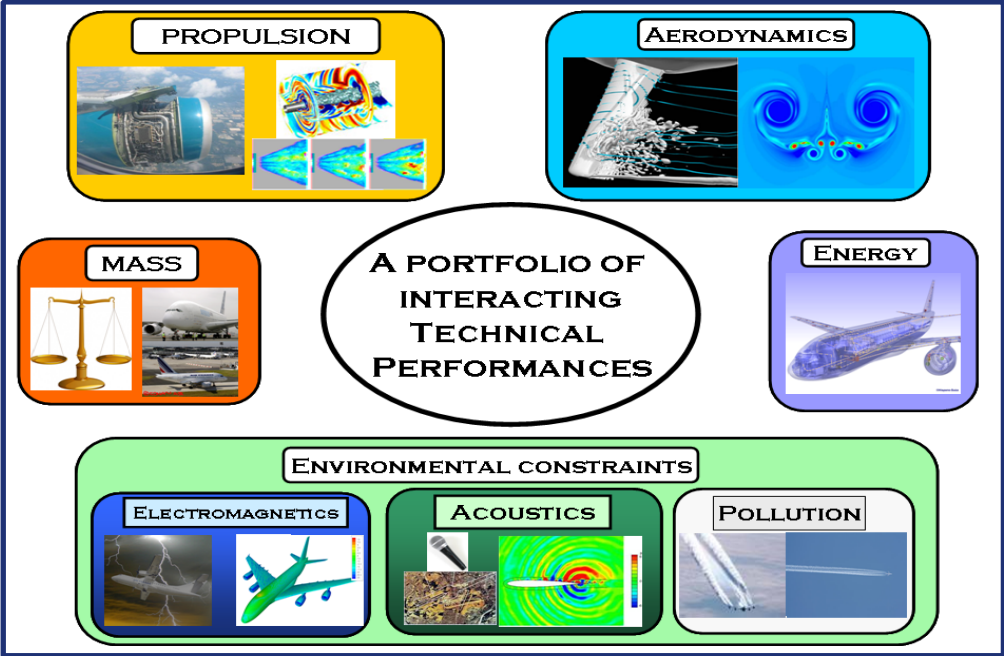 PROPULSION
AERODYNAMICS
MASS
A PORTFOLIO OF
INTERACTING
TECHNICAL
PERFORMANCES
ENERGY
ENVIRONMENTAL CONSTRAINTS
ELECTROMAGNETICS
ACOUSTICS
POLLUTION